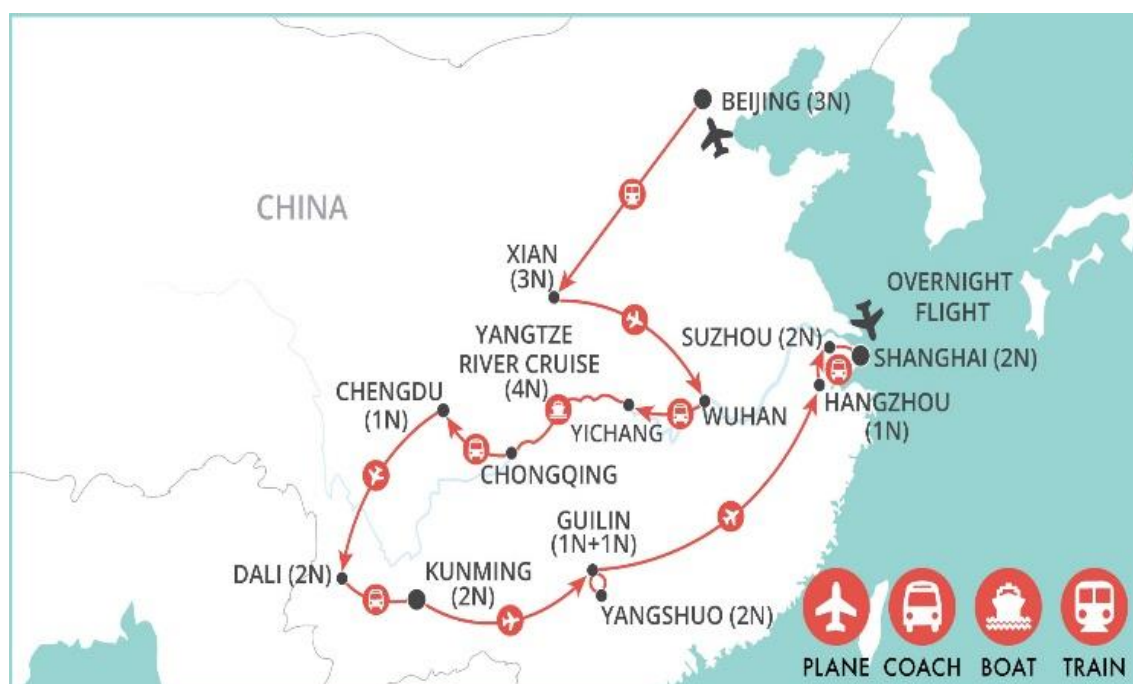 BEIJING (3N)
CHINA
XIAN
(3N)
OVERNIGHT
FLIGHT
YANGTZE
RIVER CRUISE
(4N)
SUZHOU (2N)
SHANGHAI (2N)
CHENGDU
(1N)
WUHAN
HANGZHOU
(1N)
YICHANG
CHONGQING
GUILIN
(1N+1N)
DALI (2N)
KUNMING
(2N)
YANGSHUO (2N)
PLANE COACH BOAT TRAIN